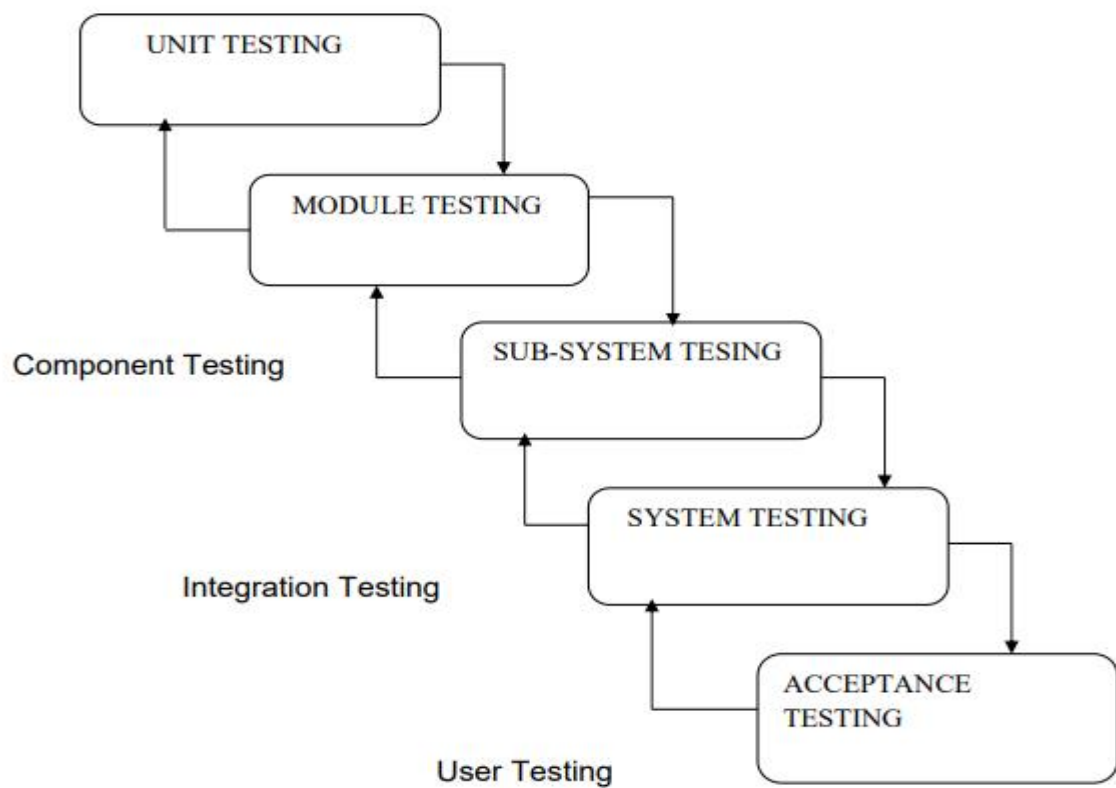 UNIT TESTING
MODULE TESTING
SUB-SYSTEM TESING
Component Testing
SYSTEM TESTING
Integration Testing
ACCEPTANCE
TESTING
User Testing